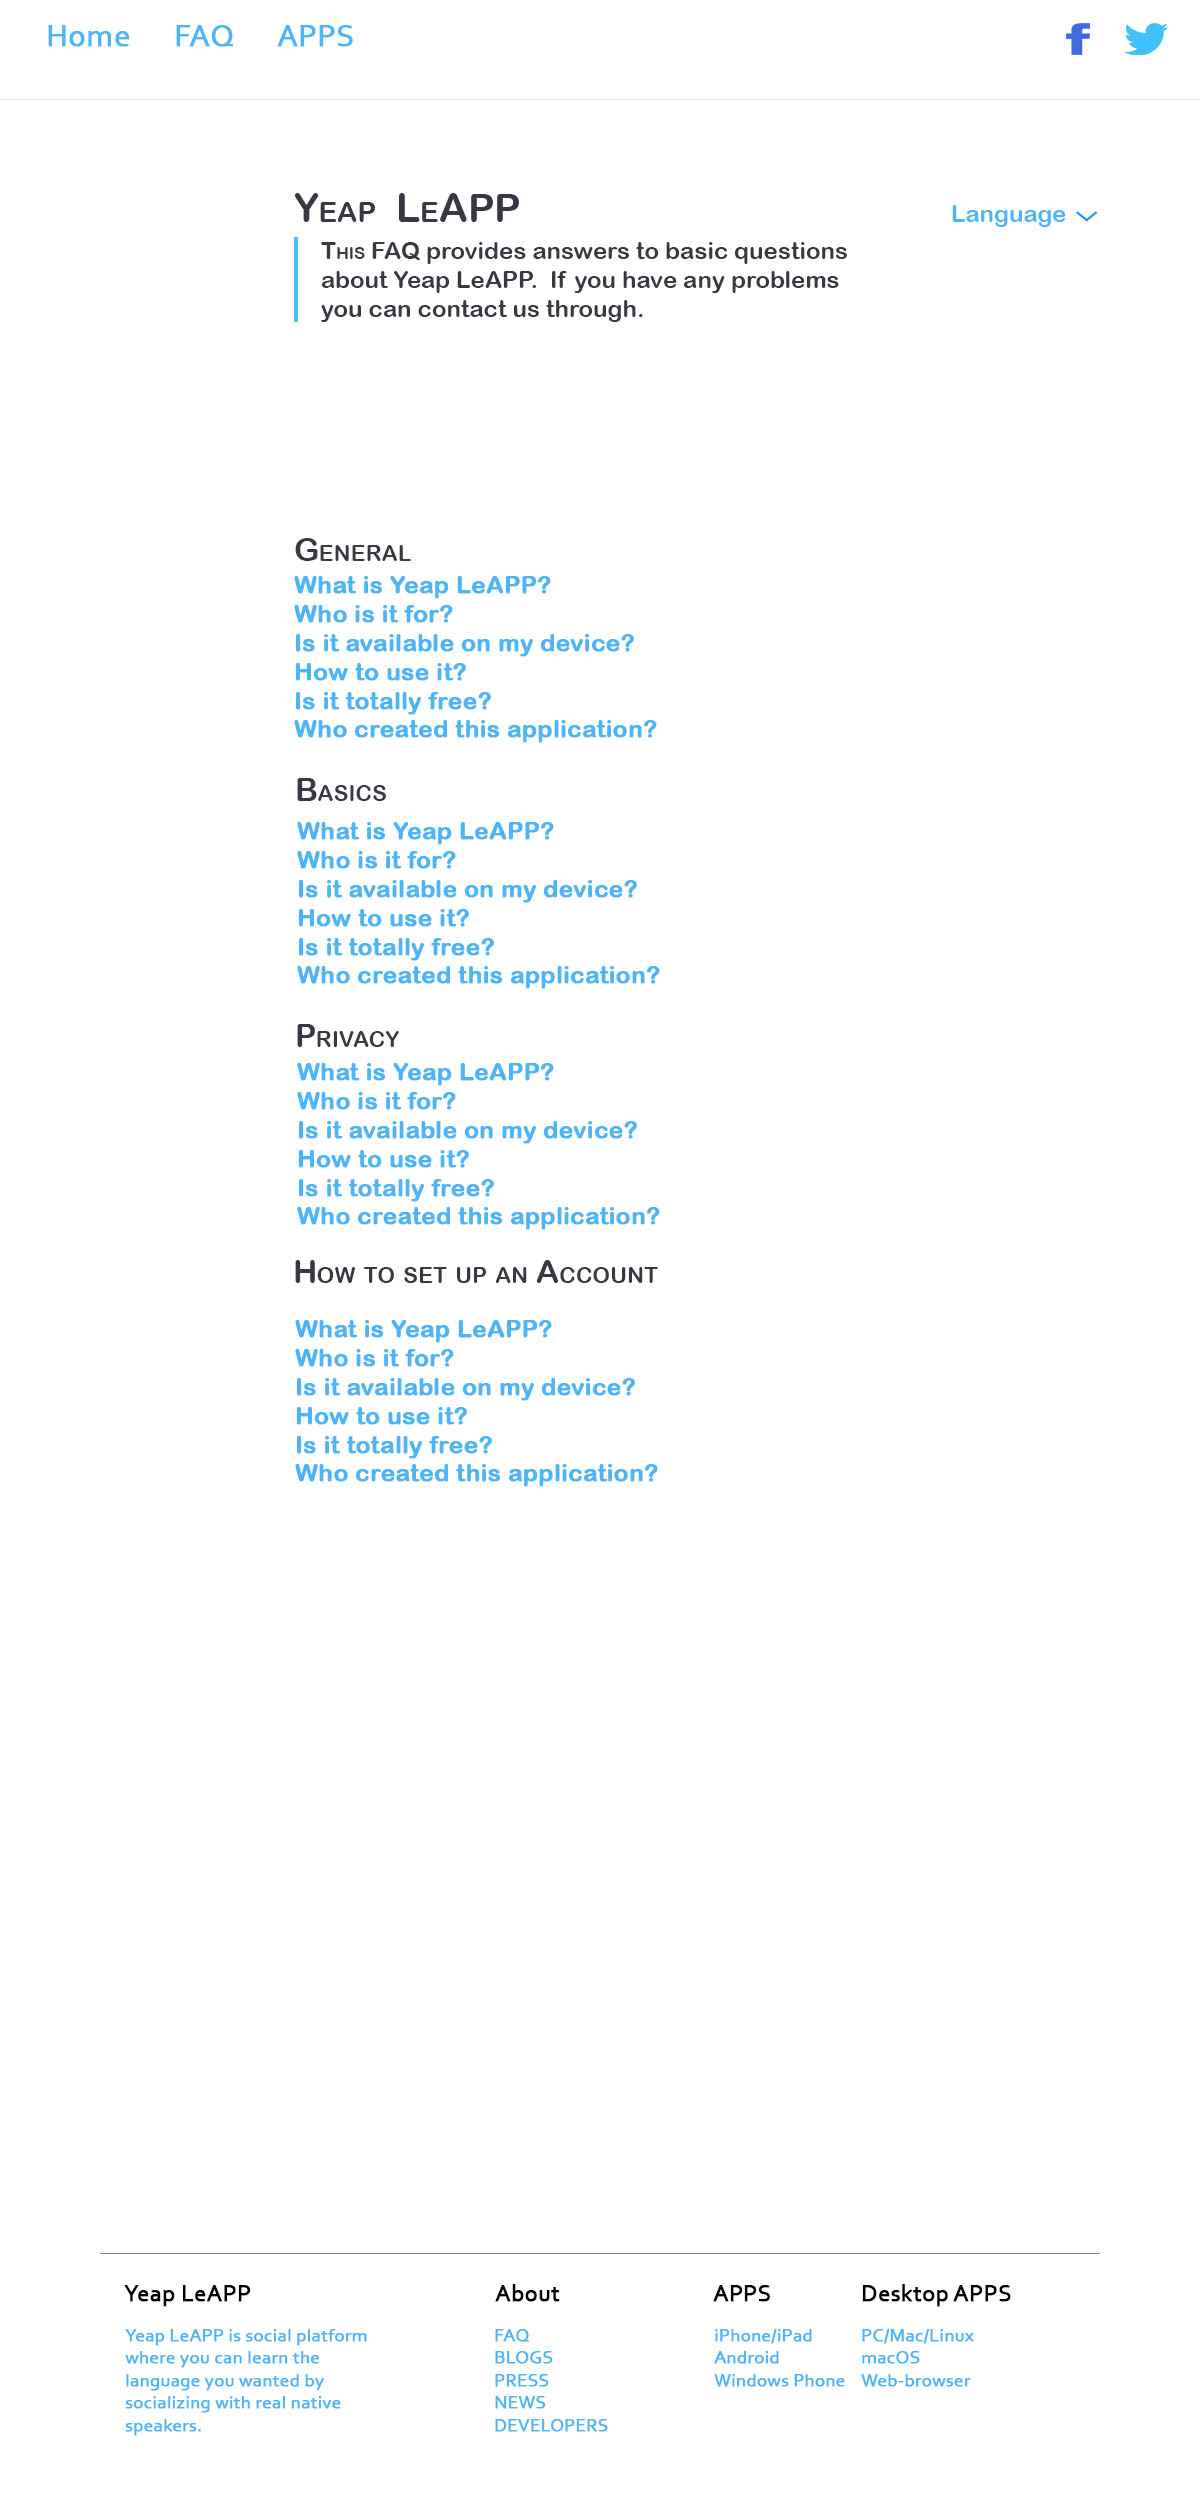 Home FAQ APPS
Yeap LeAPP
Language
This FAQ provides answers to basic questions
about Yeap LeAPP. If you have any problems
you can contact us through.
General
What is Yeap LeAPP?
Who is it for?
Is it available on my device?
How to use it?
Is it totally free?
Who created this application?
Basics
What is Yeap LeAPP?
Who is it for?
Is it available on my device?
How to use it?
Is it totally free?
Who created this application?
Privacy
What is Yeap LeAPP?
Who is it for?
Is it available on my device?
How to use it?
Is it totally free?
Who created this application?
How to set up an Account
What is Yeap LeAPP?
Who is it for?
Is it available on my device?
How to use it?
Is it totally free?
Who created this application?
Yeap LeAPP
Yeap LeAPP is social platform
where you can learn the
language you wanted by
socializing with real native
speakers.
About
FAQ
BLOGS
PRESS
NEWS
DEVELOPERS
APPS
iPhone/iPad
Android
Windows Phone
Desktop APPS
PC/Mac/Linux
macOS
Web-browser